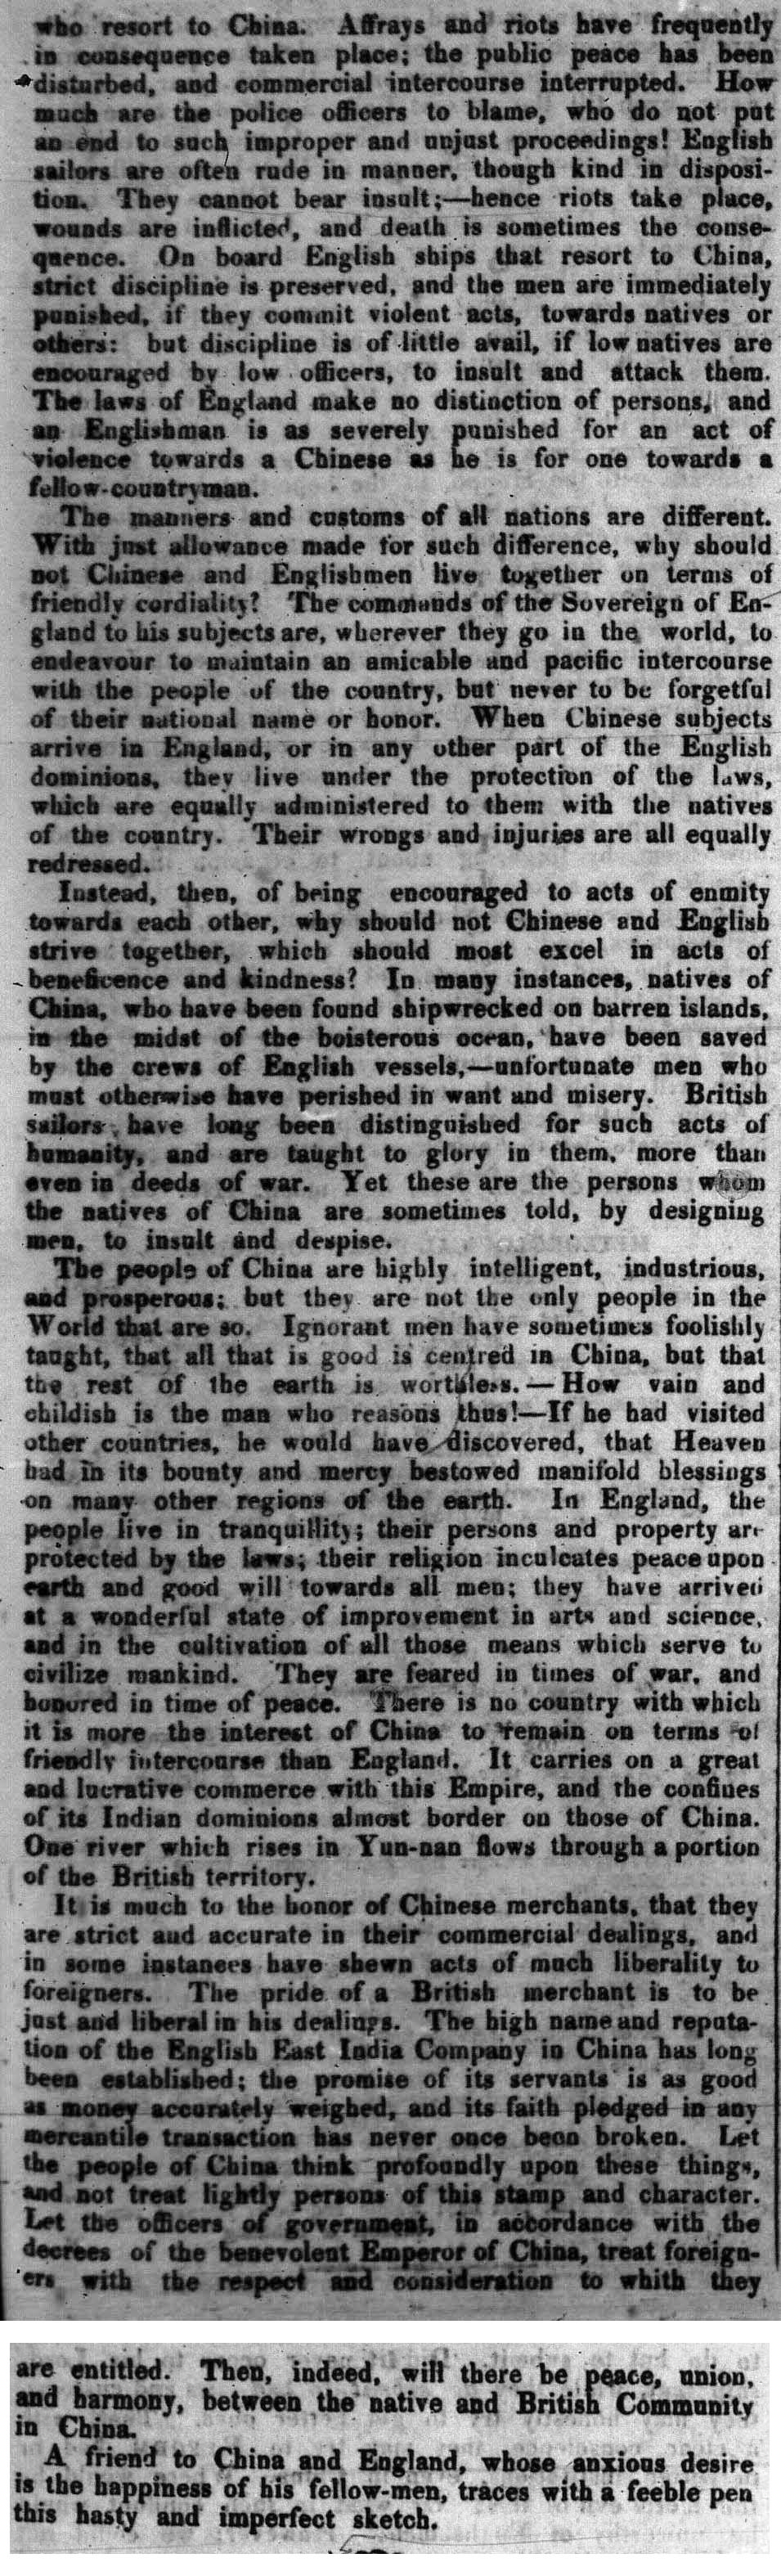 who resort to China. Affrays and riots have frequently
in consequence taken place; the public peace has been
disturbed, and commercial intercourse interrupted. How
much are the police officers to blame, who do not put
an end to such improper and unjust proceedings! English
sailors are often rude in manner, though kind in disposi-
tion. They cannot bear insult;—hence riots take place,
wounds are inflicted, and death is sometimes the conse-
quence. On board English ships that resort to China,
strict discipline is preserved, and the men are immediately
punished, if they commit violent acts, towards natives or
others: but discipline is of little avail, if low natives are
encouraged by low officers, to insult and attack them.
The laws of England make no distinction of persons, and
an Englishman is as severely punished for an act of
violence towards a Chinese as he is for one towards a
fellow-countryman.
The manners and customs of all nations are different.
With just allowance made for such difference, why should
not Chinese and Englishmen live together on terms of
friendly cordiality? The commands of the Sovereign of En-
gland to his subjects are, wherever they go in the world, to
endeavour to maintain an amicable and pacific intercourse
with the people of the country, but never to be forgetful
of their national name or honor. When Chinese subjects
arrive in England, or in any other part of the English
dominions, they live under the protection of the laws,
which are equally administered to them with the natives
of the country. Their wrongs and injuries are all equally
redressed.
Instead, then, of being encouraged to acts of enmity
towards each other, why should not Chinese and English
strive together, which should most excel in acts of
beneficence and kindness? In many instances, natives of
China, who have been found shipwrecked on barren islands,
in the midst of the boisterous ocean, have been saved
by the crews of English vessels,—unfortunate men who
must otherwise have perished in want and misery. British
sailors have long been distinguished for such acts of
humanity, and are taught to glory in them, more than
even in deeds of war. Yet these are the persons whom
the natives of China are sometimes told, by designing
men, to insult and despise.
The people of China are highly intelligent, industrious,
and prosperous; but they are not the only people in the
World that are so. Ignorant men have sometimes foolishly
taught, that all that is good is centred in China, but that
the rest of the earth is worthless.—How vain and
childish is the man who reasons thus!—If he had visited
other countries, he would have discovered, that Heaven
had in its bounty and mercy bestowed manifold blessings
on many other regions of the earth. In England, the
people live in tranquillity; their persons and property are
protected by the laws; their religion inculcates peace upon
earth and good will towards all men; they have arrived
at a wonderful state of improvement in arts and science,
and in the cultivation of all those means which serve to
civilize mankind. They are feared in times of war, and
honored in time of peace. There is no country with which
it is more the interest of China to remain on terms of
friendly intercourse than England. It carries on a great
and lucrative commerce with this Empire, and the confines
of its Indian dominions almost border on those of China.
One river which rises in Yun-nan flows through a portion
of the British territory.
It is much to the honor of Chinese merchants, that they
are strict and accurate in their commercial dealings, and
in some instances have shewn acts of much liberality to
foreigners. The pride of a British merchant is to be
just and liberal in his dealings. The high name and reputa-
tion of the English East India Company in China has long
been established; the promise of its servants is as good
as money accurately weighed, and its faith pledged in any
mercantile transaction has never once been broken. Let
the people of China think profoundly upon these things,
and not treat lightly persons of this stamp and character.
Let the officers of government, in accordance with the
decrees of the benevolent Emperor of China, treat foreign-
ers with the respect and consideration to whith they
are entitled. Then, indeed, will there be peace, union,
and harmony, between the native and British Community
in China.
A friend to China and England, whose anxious desire
is the happiness of his fellow-men, traces with a feeble pen
this hasty and imperfect sketch.